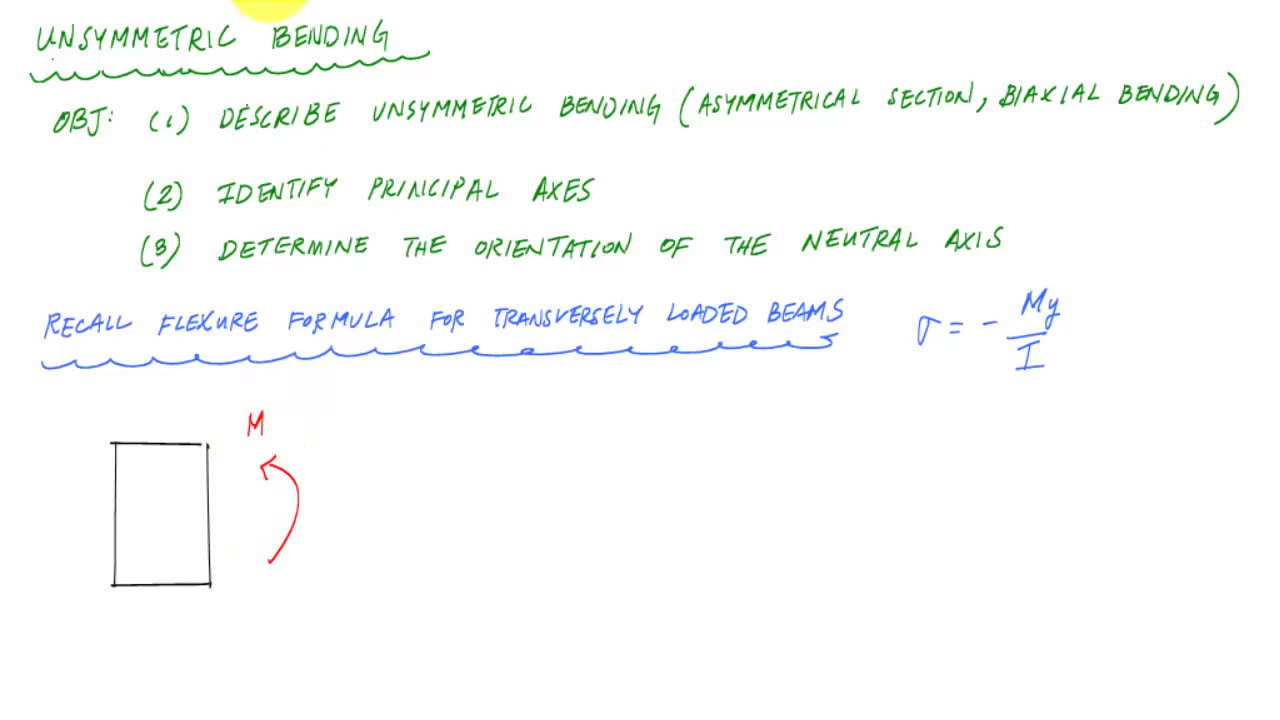 UNSYMMETRIC BENDING
OBJ: (1) DESCRIBE UNSYMMETRIC BENDING (ASYMMETRICAL SECTION, BIAXIAL BENDING)
(2) IDENTIFY PRINCIPAL AXES
(3) DETERMINE THE ORIENTATION OF THE NEUTRAL AXIS
RECALL FLEXURE FORMULA FOR TRANSVERSELY LOADED BEAMS σ = - My/I
M